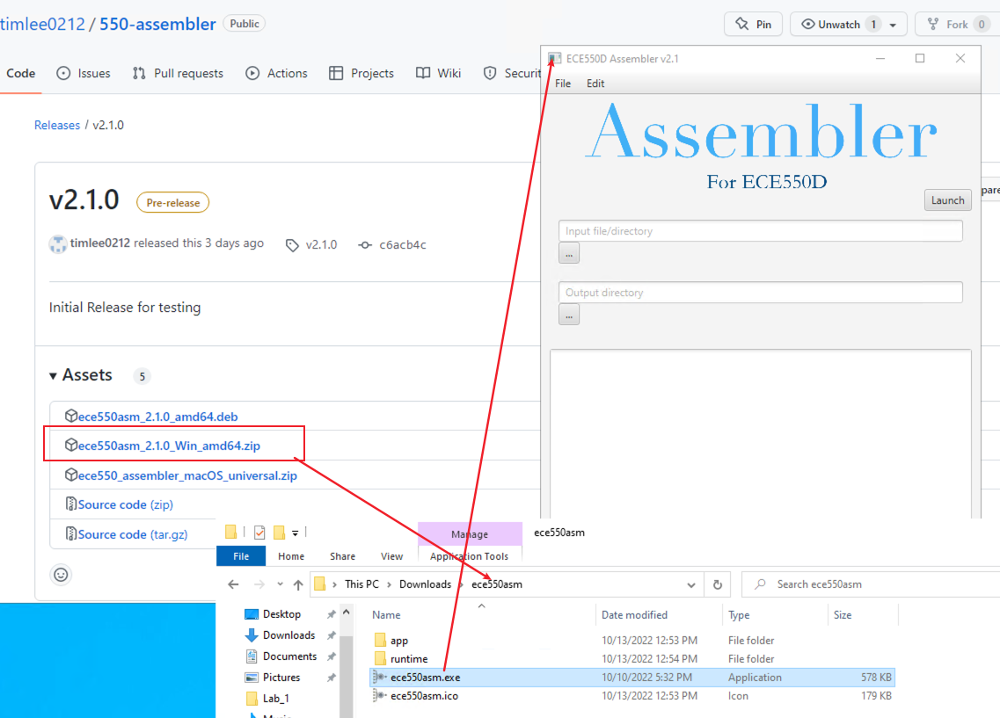 timlee0212 / 550-assembler Public
Pin
Unwatch 1
Fork 0
Code Issues Pull requests Actions Projects Wiki Securit
Releases / v2.1.0
v2.1.0 Pre-release
timlee0212 released this 3 days ago v2.1.0 c6acb4c
Initial Release for testing
Assets 5
ece550asm_2.1.0_amd64.deb
ece550asm_2.1.0_Win_amd64.zip
ece550_assembler_macOS_universal.zip
Source code (zip)
Source code (tar.gz)
ECE550D Assembler v2.1
File Edit
Assembler
For ECE550D
Launch
pare
Input file/directory
...
Output directory
...
Manage ece550asm
File Home Share View Application Tools
This PC > Downloads > ece550asm
Search ece550asm
Desktop
Downloads
Documents
Pictures
Lab_1
Music
Name Date modified Type Size
app 10/13/2022 12:53 PM File folder
runtime 10/13/2022 12:54 PM File folder
ece550asm.exe 10/10/2022 5:32 PM Application 578 KB
ece550asm.ico 10/13/2022 12:53 PM Icon 179 KB